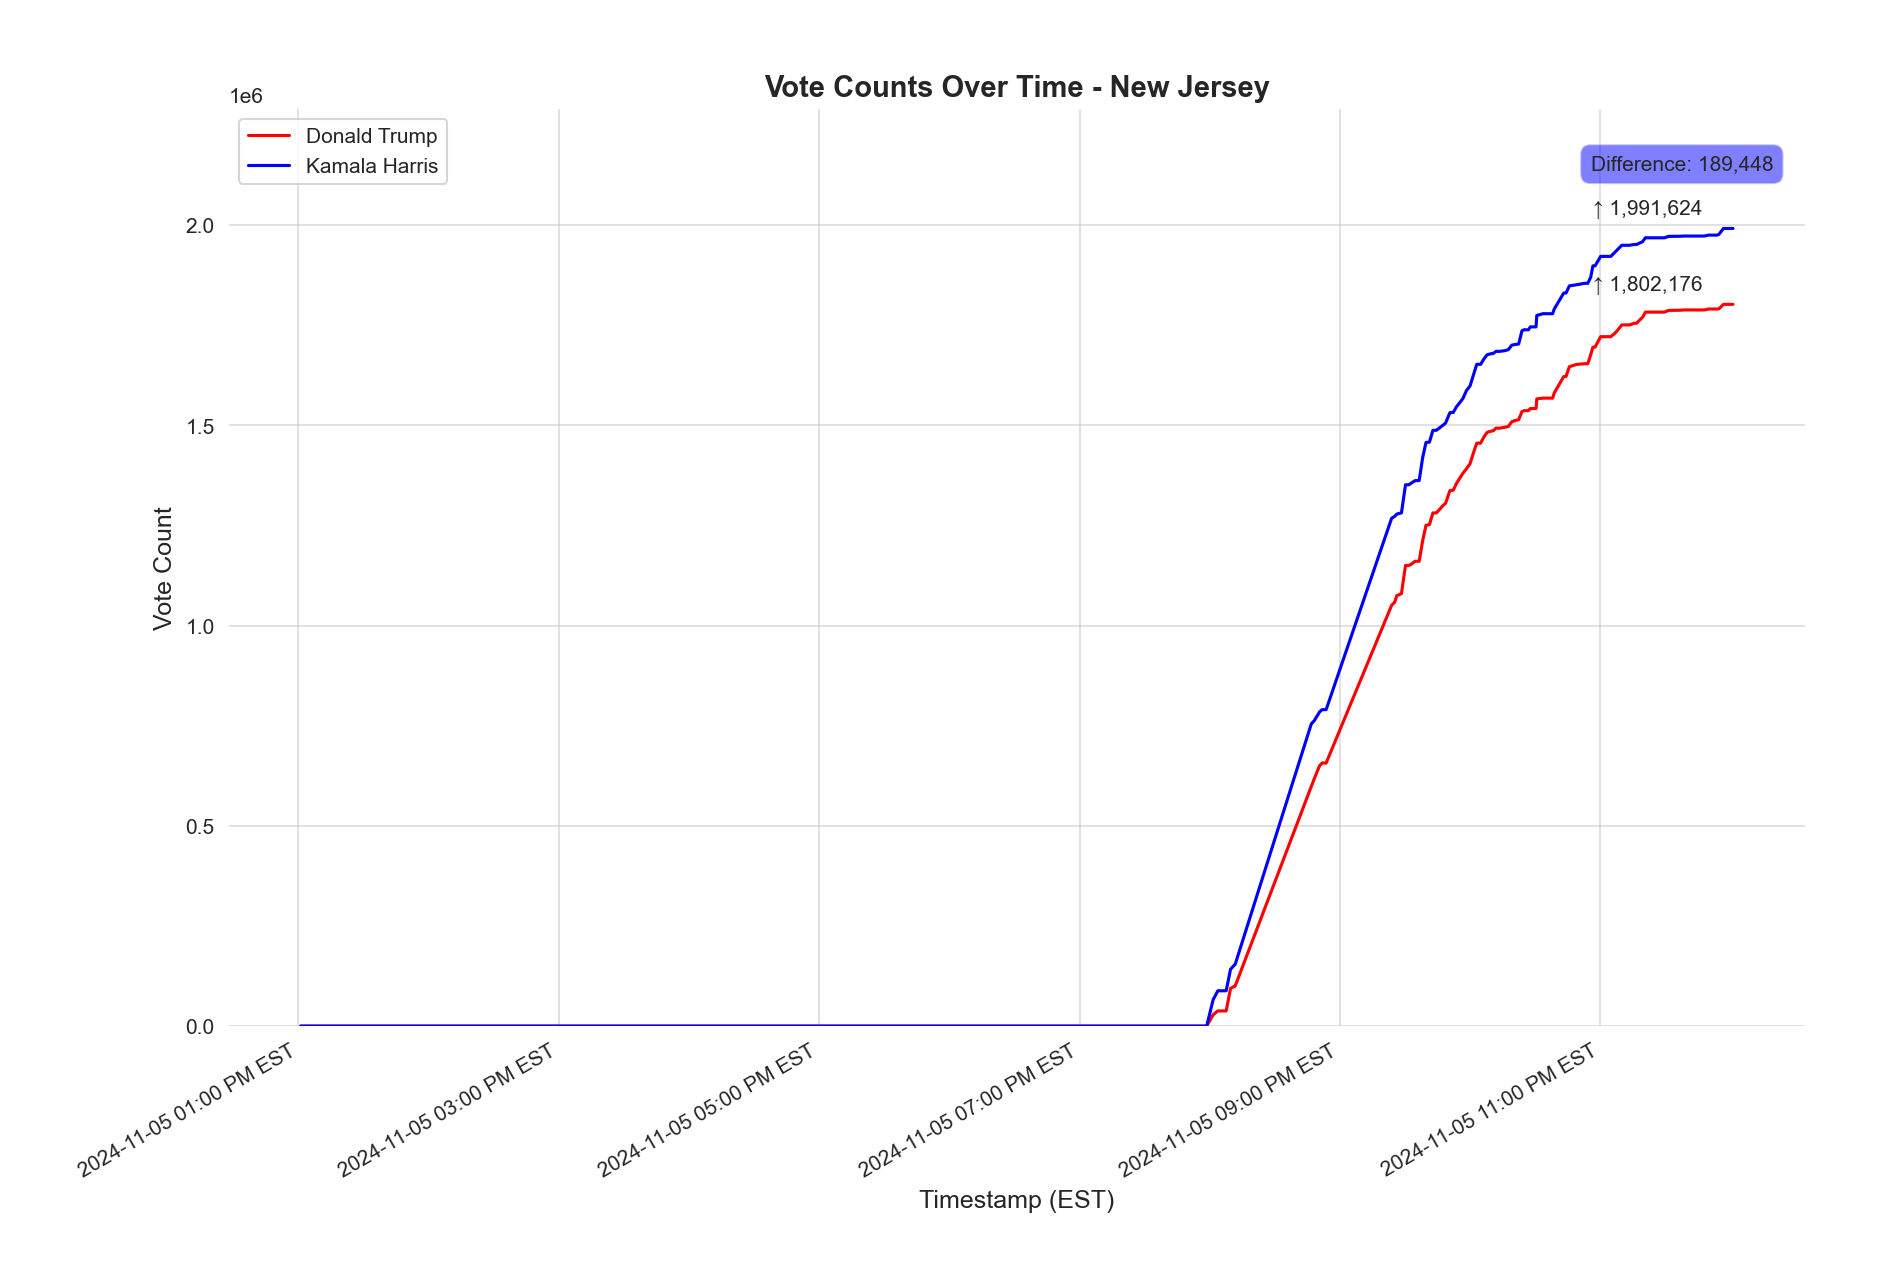 Vote Counts Over Time - New Jersey
1e6
Donald Trump
Kamala Harris
Difference: 189,448
↑ 1,991,624
↑ 1,802,176
2.0
1.5
1.0
0.5
0.0
Vote Count
2024-11-05 01:00 PM EST
2024-11-05 03:00 PM EST
2024-11-05 05:00 PM EST
2024-11-05 07:00 PM EST
2024-11-05 09:00 PM EST
2024-11-05 11:00 PM EST
Timestamp (EST)